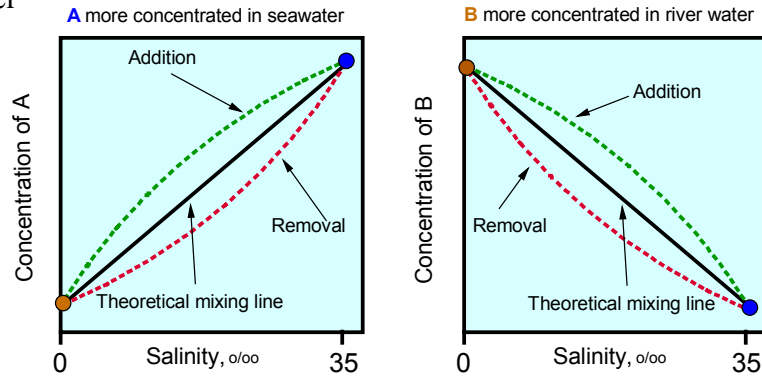 A more concentrated in seawater
Addition
Concentration of A
Removal
Theoretical mixing line
0
Salinity, o/oo
35
B more concentrated in river water
Addition
Concentration of B
Removal
Theoretical mixing line
0
Salinity, o/oo
35